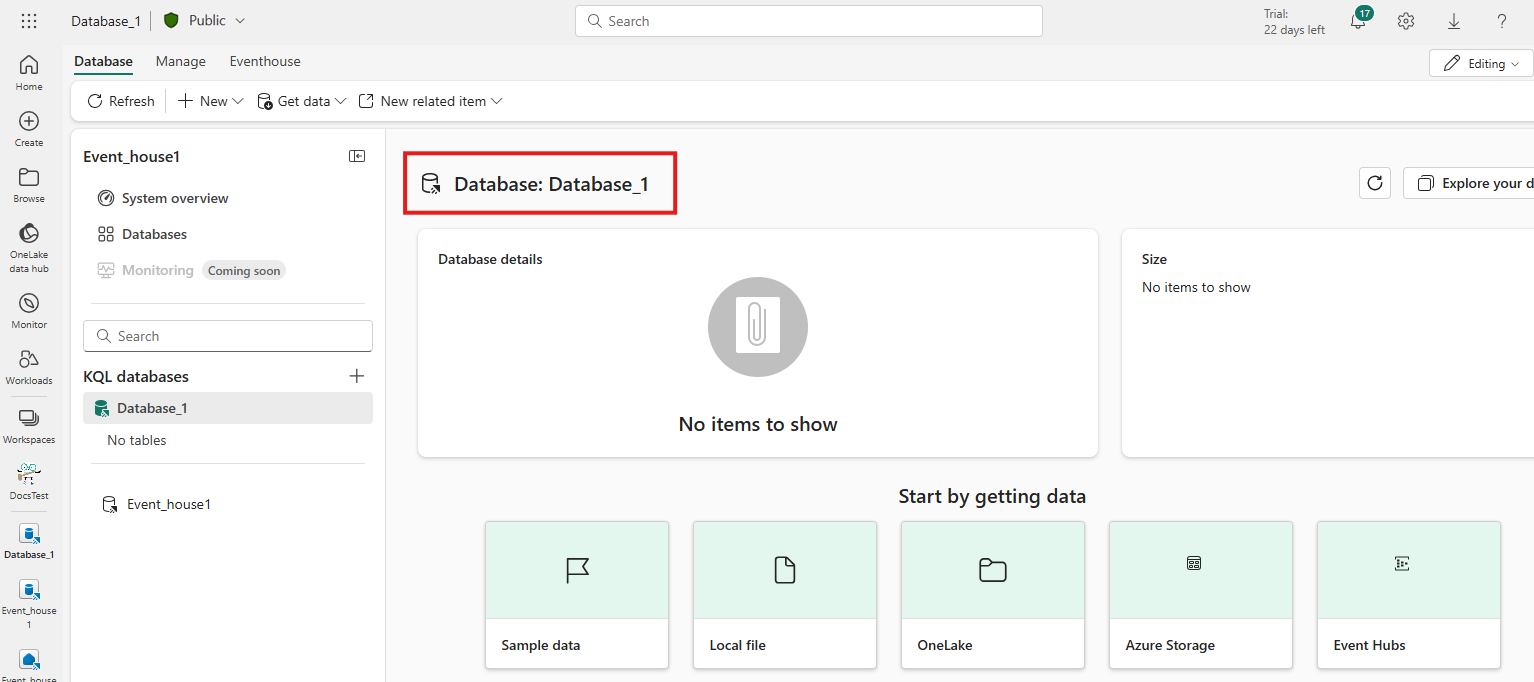 Database_1
Public
Search
Trial:
22 days left
17
Database
Manage
Eventhouse
Editing
Refresh
New
Get data
New related item
Home
Create
Browse
OneLake
data hub
Monitor
Workloads
Workspaces
DocsTest
Database_1
Event_house
1
Event_house
Event_house1
System overview
Databases
Monitoring
Coming soon
Search
KQL databases
Database_1
No tables
Event_house1
Database: Database_1
Explore your d
Database details
No items to show
Size
No items to show
Start by getting data
Sample data
Local file
OneLake
Azure Storage
Event Hubs